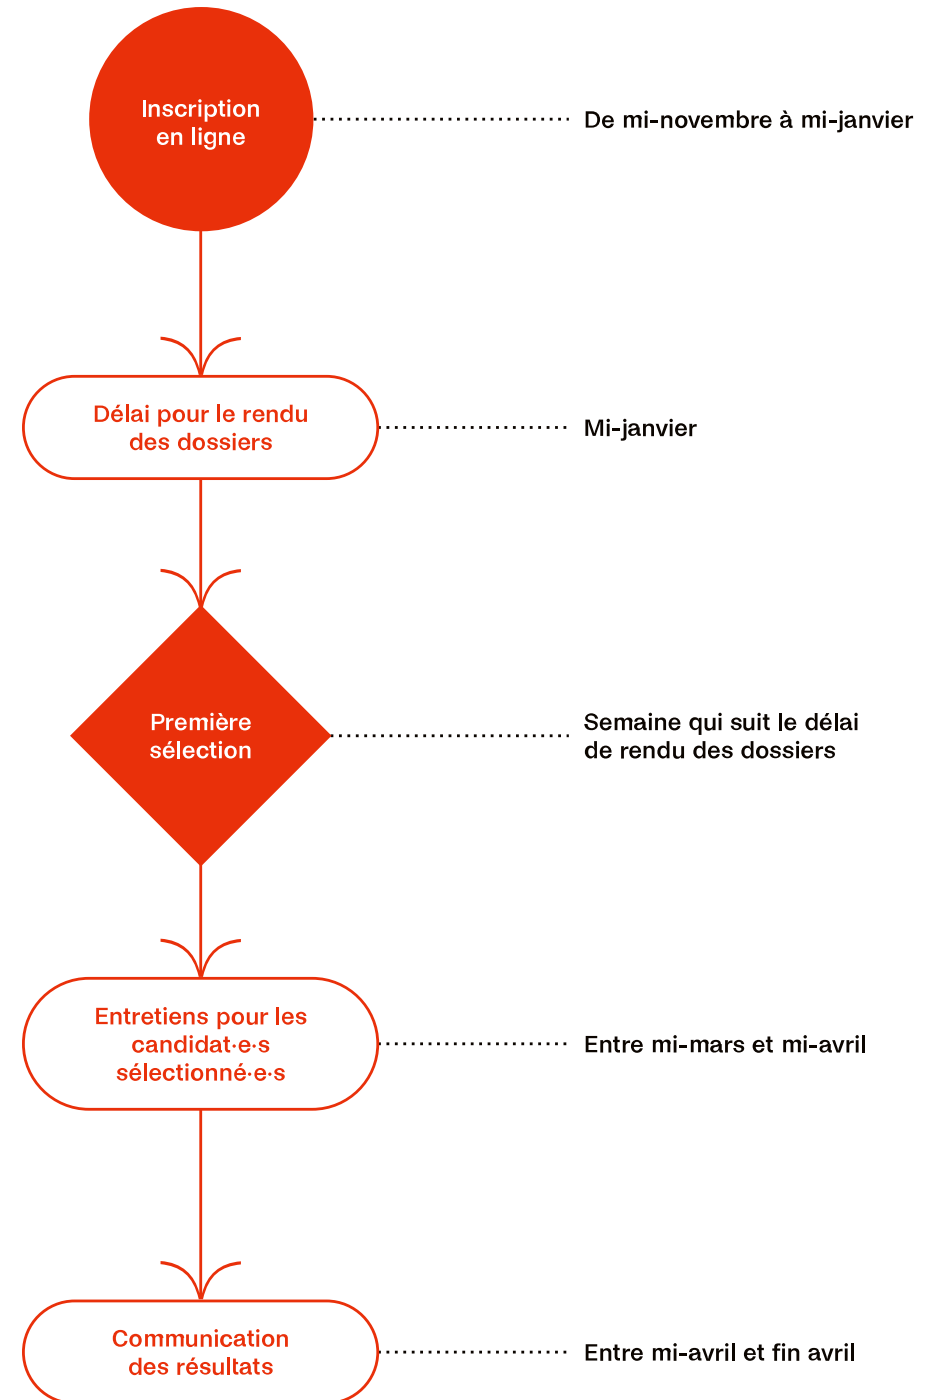 Inscription
en ligne
De mi-novembre à mi-janvier
Délai pour le rendu
des dossiers
Mi-janvier
Première
sélection
Semaine qui suit le délai
de rendu des dossiers
Entretiens pour les
candidat·e·s
sélectionné·e·s
Entre mi-mars et mi-avril
Communication
des résultats
Entre mi-avril et fin avril